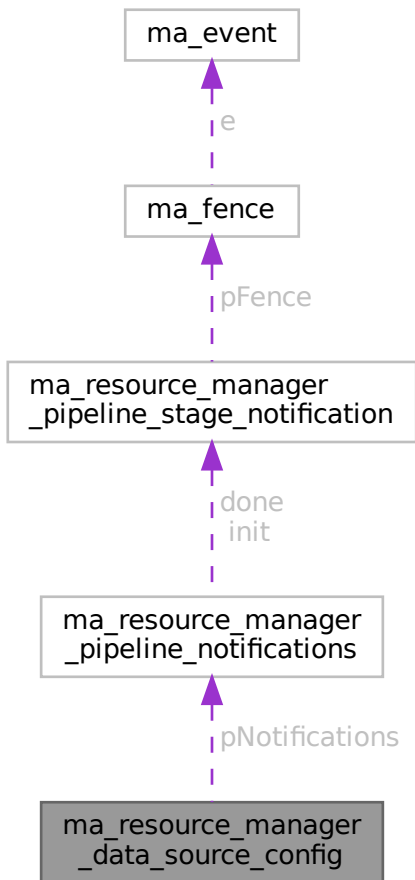 ma_event
e
ma_fence
pFence
ma_resource_manager
_pipeline_stage_notification
done
init
ma_resource_manager
_pipeline_notifications
pNotifications
ma_resource_manager
_data_source_config